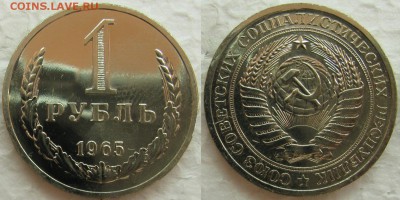 COINS.LAVE.RU
1
РУБЛЬ
1965
СОЮЗ СОВЕТСКИХ СОЦИАЛИСТИЧЕСКИХ РЕСПУБЛИК